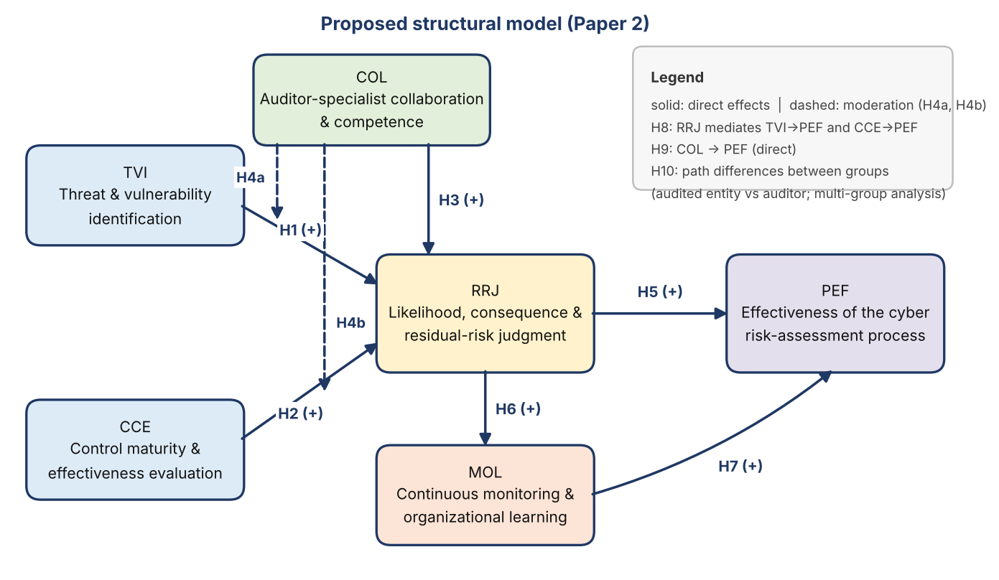 Proposed structural model (Paper 2)
COL
Auditor-specialist collaboration
& competence
Legend
solid: direct effects | dashed: moderation (H4a, H4b)
H8: RRJ mediates TVI→PEF and CCE→PEF
H9: COL → PEF (direct)
H10: path differences between groups
(audited entity vs auditor; multi-group analysis)
TVI
Threat & vulnerability
identification
H4a
H3 (+)
H1 (+)
RRJ
Likelihood, consequence &
residual-risk judgment
H5 (+)
PEF
Effectiveness of the cyber
risk-assessment process
H4b
H2 (+)
H6 (+)
CCE
Control maturity &
effectiveness evaluation
MOL
Continuous monitoring &
organizational learning
H7 (+)